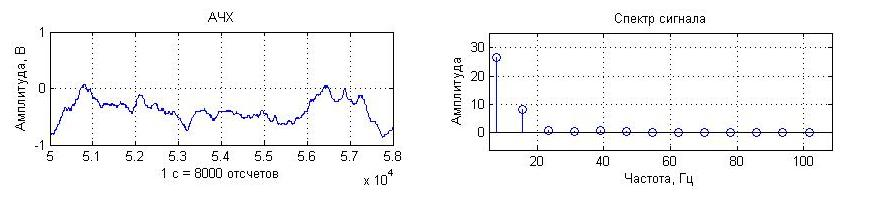 АЧХ
Амплитуда, В
1
0
-1
5 5.1 5.2 5.3 5.4 5.5 5.6 5.7 5.8
x 10^4
1 с = 8000 отсчетов
Спектр сигнала
Амплитуда
30
20
10
0
20 40 60 80 100
Частота, Гц